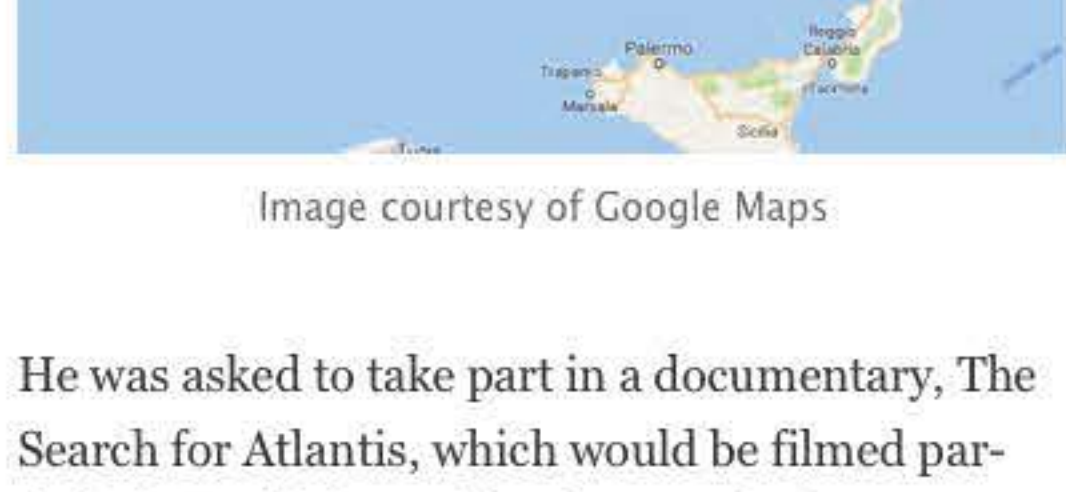 Reggio
Palermo
Calabria
Trapani
Taormina
Marsala
Sicilia
Image courtesy of Google Maps
He was asked to take part in a documentary, The
Search for Atlantis, which would be filmed par-